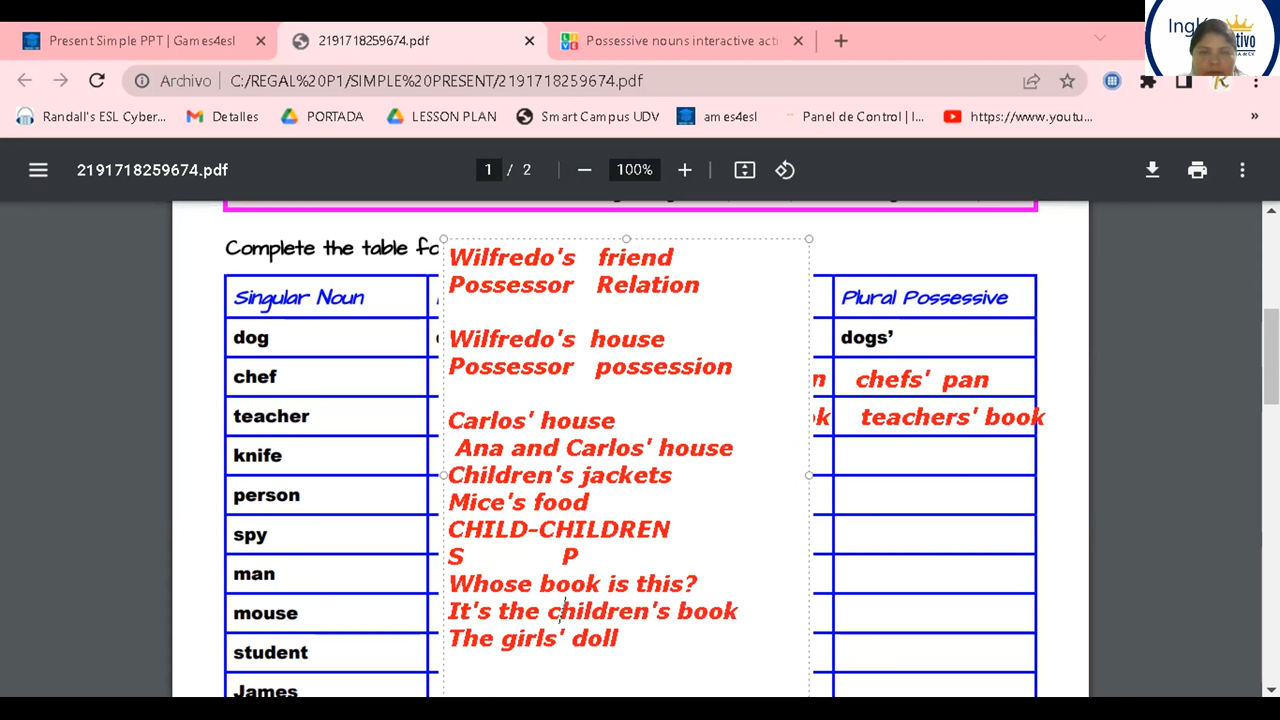 Present Simple PPT | Games4esl
2191718259674.pdf
Possessive nouns interactive acti
Archivo
C:/REGAL%20P1/SIMPLE%20PRESENT/2191718259674.pdf
Randall's ESL Cyber...
Detalles
PORTADA
LESSON PLAN
Smart Campus UDV
ames4esl
Panel de Control | I...
https://www.youtu...
»
2191718259674.pdf
1 / 2
100%
Complete the table fo
Singular Noun
Plural Possessive
dog
dogs’
chef
n chefs' pan
teacher
k teachers' book
knife
person
spy
man
mouse
student
James
Wilfredo's friend
Possessor Relation
Wilfredo's house
Possessor possession
Carlos' house
Ana and Carlos' house
Children's jackets
Mice's food
CHILD-CHILDREN
S P
Whose book is this?
It's the children's book
The girls' doll